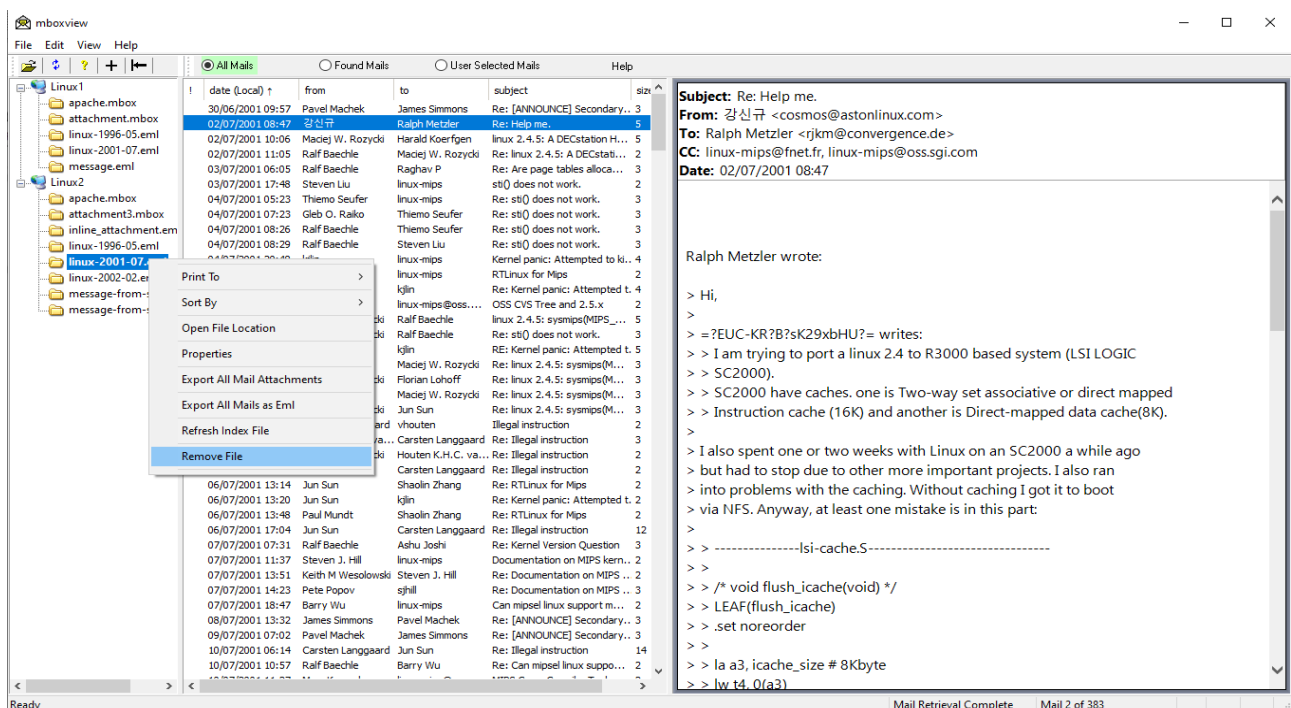 mboxview
File Edit View Help
All Mails Found Mails User Selected Mails Help
Linux1
apache.mbox
attachment.mbox
linux-1996-05.eml
linux-2001-07.eml
message.eml
Linux2
apache.mbox
attachment3.mbox
inline_attachment.em
linux-1996-05.eml
linux-2001-07.
linux-2002-02.er
message-from-s
message-from-s
Print To
Sort By
Open File Location
Properties
Export All Mail Attachments
Export All Mails as Eml
Refresh Index File
Remove File
! date (Local) ↑ from to subject size
30/06/2001 09:57 Pavel Machek James Simmons Re: [ANNOUNCE] Secondary.. 3
02/07/2001 08:47 강신규 Ralph Metzler Re: Help me. 5
02/07/2001 10:06 Maciej W. Rozycki Harald Koerfgen linux 2.4.5: A DECstation H... 5
02/07/2001 11:05 Ralf Baechle Maciej W. Rozycki Re: linux 2.4.5: A DECstati... 2
03/07/2001 06:05 Ralf Baechle Raghav P Re: Are page tables alloca... 3
03/07/2001 17:48 Steven Liu linux-mips sti() does not work. 2
04/07/2001 05:23 Thiemo Seufer linux-mips Re: sti() does not work. 3
04/07/2001 07:23 Gleb O. Raiko Thiemo Seufer Re: sti() does not work. 3
04/07/2001 08:26 Ralf Baechle Thiemo Seufer Re: sti() does not work. 3
04/07/2001 08:29 Ralf Baechle Steven Liu Re: sti() does not work. 3
linux-mips Kernel panic: Attempted to ki.. 4
linux-mips RTLinux for Mips 2
kjlin Re: Kernel panic: Attempted t. 4
linux-mips@oss.... OSS CVS Tree and 2.5.x 2
cki Ralf Baechle linux 2.4.5: sysmips(MIPS_... 5
cki Ralf Baechle Re: sti() does not work. 3
kjlin RE: Kernel panic: Attempted t. 5
Maciej W. Rozycki Re: linux 2.4.5: sysmips(M... 3
cki Florian Lohoff Re: linux 2.4.5: sysmips(M... 3
Maciej W. Rozycki Re: linux 2.4.5: sysmips(M... 3
cki Jun Sun Re: linux 2.4.5: sysmips(M... 3
ard vhouten Illegal instruction 2
va... Carsten Langgaard Re: Illegal instruction 3
cki Houten K.H.C. va... Re: Illegal instruction 2
Carsten Langgaard Re: Illegal instruction 2
06/07/2001 13:14 Jun Sun Shaolin Zhang Re: RTLinux for Mips 2
06/07/2001 13:20 Jun Sun kjlin Re: Kernel panic: Attempted t. 2
06/07/2001 13:48 Paul Mundt Shaolin Zhang Re: RTLinux for Mips 2
06/07/2001 17:04 Jun Sun Carsten Langgaard Re: Illegal instruction 12
07/07/2001 07:31 Ralf Baechle Ashu Joshi Re: Kernel Version Question 3
07/07/2001 11:37 Steven J. Hill linux-mips Documentation on MIPS kern.. 2
07/07/2001 13:51 Keith M Wesolowski Steven J. Hill Re: Documentation on MIPS .. 2
07/07/2001 14:23 Pete Popov sjhill Re: Documentation on MIPS .. 3
07/07/2001 18:47 Barry Wu linux-mips Can mipsel linux support m... 2
08/07/2001 13:32 James Simmons Pavel Machek Re: [ANNOUNCE] Secondary.. 3
09/07/2001 07:02 Pavel Machek James Simmons Re: [ANNOUNCE] Secondary.. 3
10/07/2001 06:14 Carsten Langgaard Jun Sun Re: Illegal instruction 14
10/07/2001 10:57 Ralf Baechle Barry Wu Re: Can mipsel linux suppo... 2
Subject: Re: Help me.
From: 강신규 <cosmos@astonlinux.com>
To: Ralph Metzler <rjkm@convergence.de>
CC: linux-mips@fnet.fr, linux-mips@oss.sgi.com
Date: 02/07/2001 08:47
Ralph Metzler wrote:
> Hi,
>
> =?EUC-KR?B?sK29xbHU?= writes:
> > I am trying to port a linux 2.4 to R3000 based system (LSI LOGIC
> > SC2000).
> > SC2000 have caches. one is Two-way set associative or direct mapped
> > Instruction cache (16K) and another is Direct-mapped data cache(8K).
>
> I also spent one or two weeks with Linux on an SC2000 a while ago
> but had to stop due to other more important projects. I also ran
> into problems with the caching. Without caching I got it to boot
> via NFS. Anyway, at least one mistake is in this part:
>
> > ---------------lsi-cache.S--------------------------------
> >
> > /* void flush_icache(void) */
> > LEAF(flush_icache)
> > .set noreorder
> >
> > la a3, icache_size # 8Kbyte
> > lw t4, 0(a3)
Ready Mail Retrieval Complete Mail 2 of 383